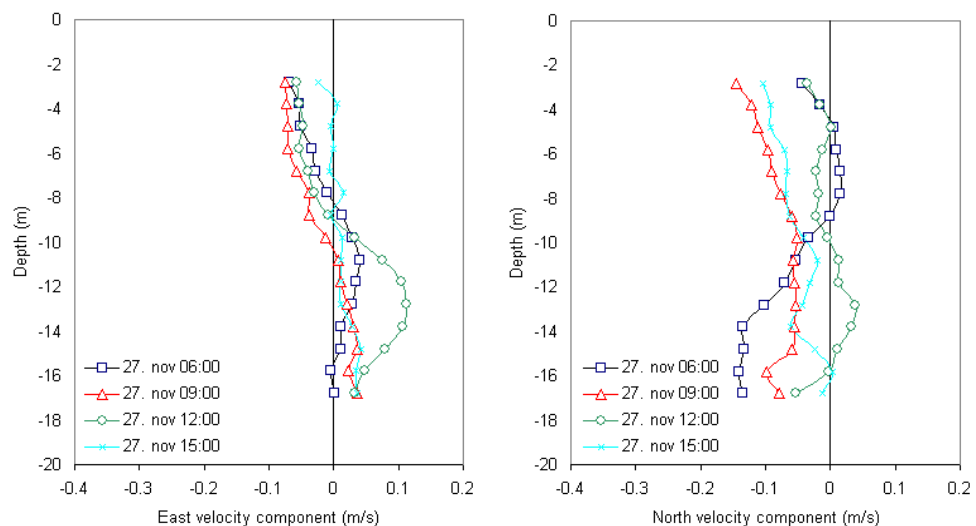 0
-2
-4
-6
-8
-10
-12
-14
-16
-18
-20
Depth (m)
27. nov 06:00
27. nov 09:00
27. nov 12:00
27. nov 15:00
-0.4 -0.3 -0.2 -0.1 0 0.1 0.2
East velocity component (m/s)
0
-2
-4
-6
-8
-10
-12
-14
-16
-18
-20
Depth (m)
27. nov 06:00
27. nov 09:00
27. nov 12:00
27. nov 15:00
-0.4 -0.3 -0.2 -0.1 0 0.1 0.2
North velocity component (m/s)